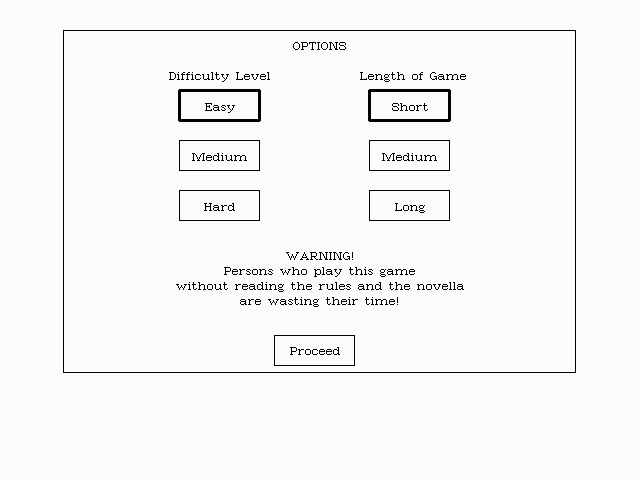 OPTIONS
Difficulty Level Length of Game
Easy Short
Medium Medium
Hard Long
WARNING!
Persons who play this game
without reading the rules and the novella
are wasting their time!
Proceed